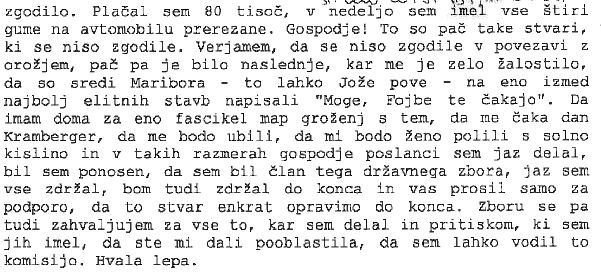 zgodilo. Plačal sem 80 tisoč, v nedeljo sem imel vse štiri
gume na avtomobilu prerezane. Gospodje! To so pač take stvari,
ki se niso zgodile. Verjamem, da se niso zgodile v povezavi z
orožjem, pač pa je bilo naslednje, kar me je zelo žalostilo,
da so sredi Maribora - to lahko Jože pove - na eno izmed
najbolj elitnih stavb napisali "Moge, Fojbe te čakajo". Da
imam doma za eno fascikel map groženj s tem, da me čaka dan
Kramberger, da me bodo ubili, da mi bodo ženo polili s solno
kislino in v takih razmerah gospodje poslanci sem jaz delal,
bil sem ponosen, da sem bil član tega državnega zbora, jaz sem
vse zdržal, bom tudi zdržal do konca in vas prosil samo za
podporo, da to stvar enkrat opravimo do konca. Zboru se pa
tudi zahvaljujem za vse to, kar sem delal in pritiskom, ki sem
jih imel, da ste mi dali pooblastila, da sem lahko vodil to
komisijo. Hvala lepa.